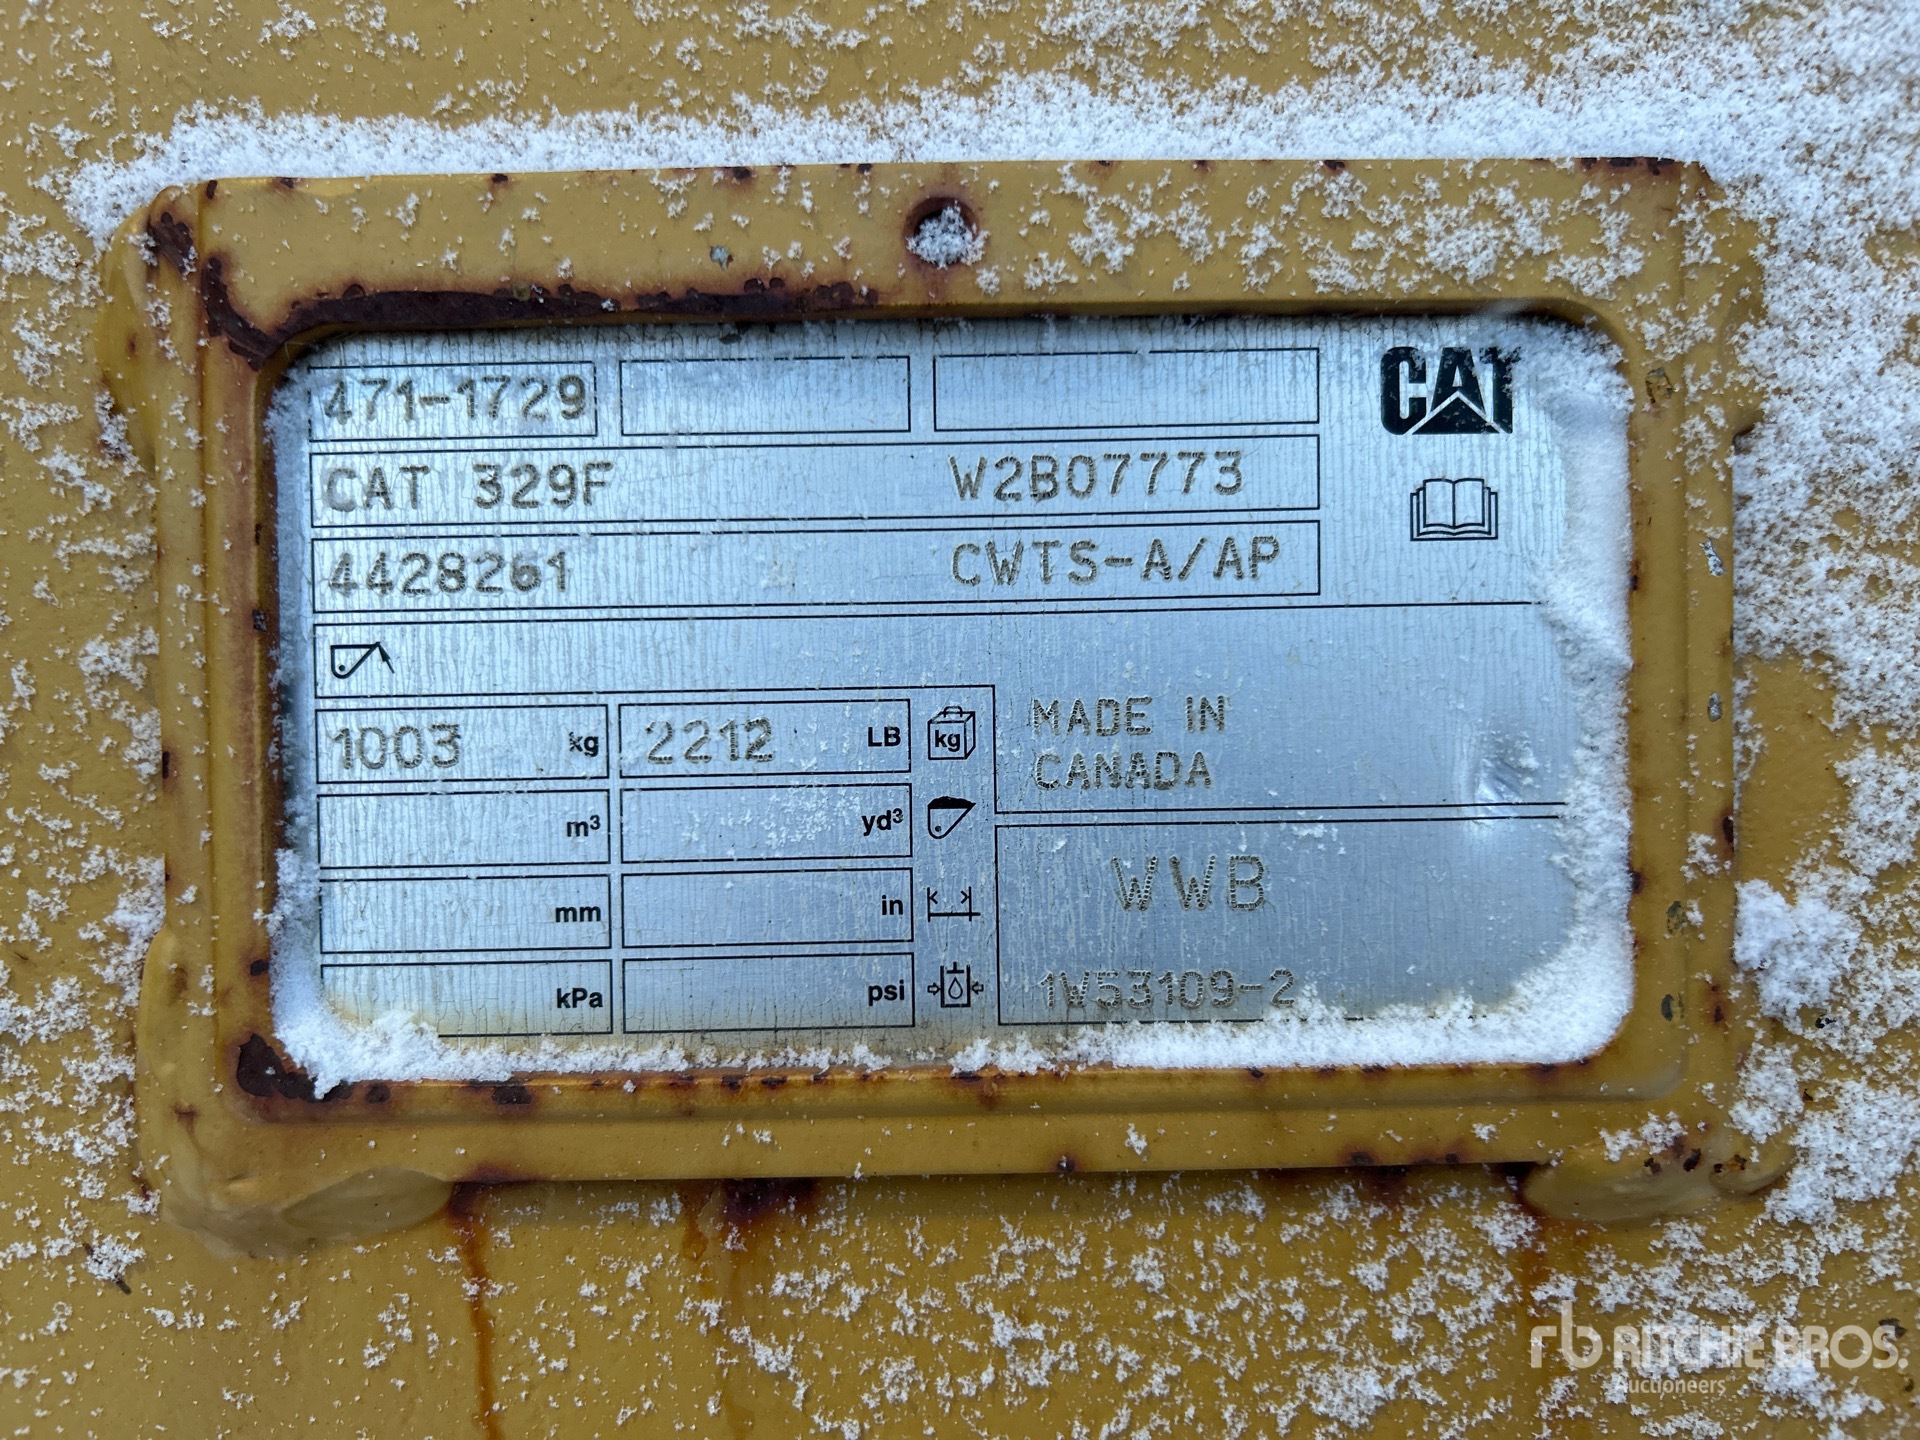 471-1729
CAT
CAT 329F W2B07773
4428261 CWTS-A/AP
1003 kg 2212 LB kg
MADE IN
CANADA
m³ yd³
mm in
WWB
kPa psi
1W53109-2
rb RITCHIE BROS.
Auctioneers